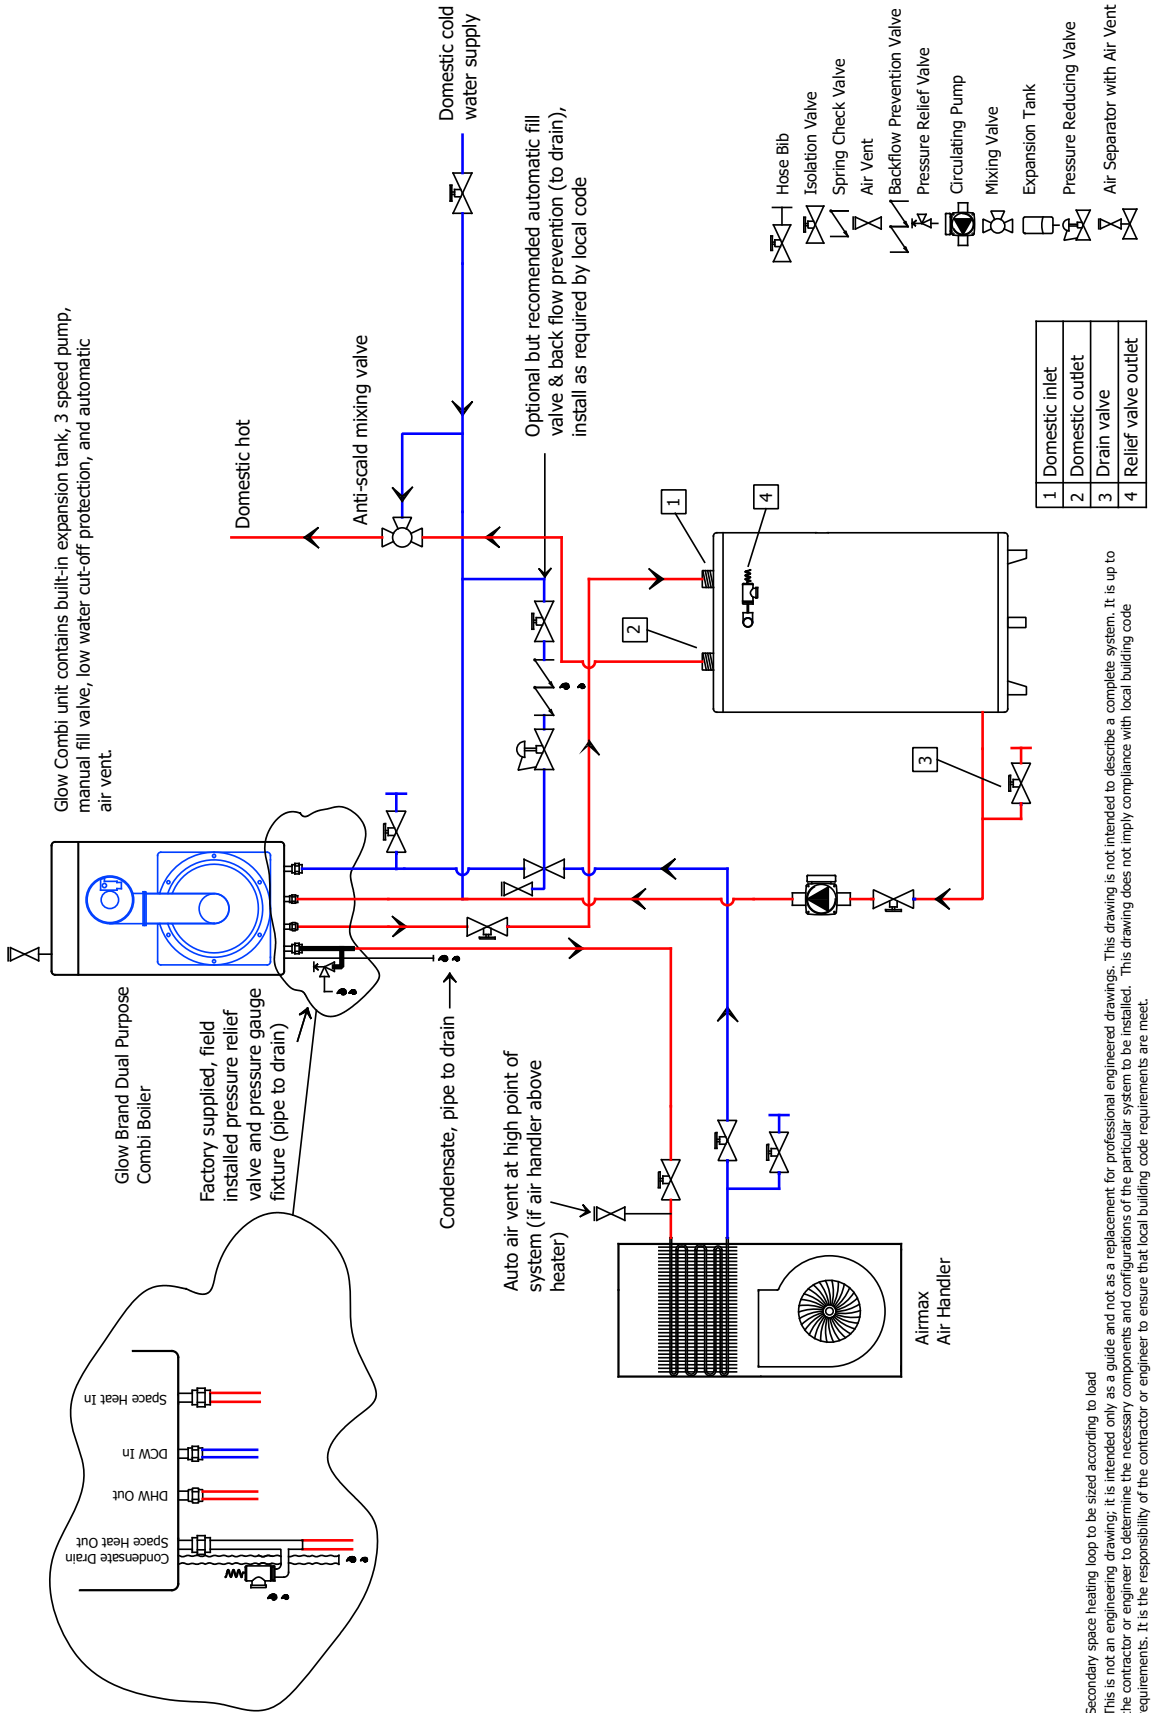 Glow Combi unit contains built-in expansion tank, 3 speed pump,
manual fill valve, low water cut-off protection, and automatic
air vent.
Glow Brand Dual Purpose
Combi Boiler
Factory supplied, field
installed pressure relief
valve and pressure gauge
fixture (pipe to drain)
Space Heat In
DCW In
DHW Out
Space Heat Out
Condensate Drain
Domestic hot
Anti-scald mixing valve
Domestic cold
water supply
Condensate, pipe to drain
Auto air vent at high point of
system (if air handler above
heater)
Optional but recomended automatic fill
valve & back flow prevention (to drain),
install as required by local code
Airmax
Air Handler
1
2
3
4
Hose Bib
Isolation Valve
Spring Check Valve
Air Vent
Backflow Prevention Valve
Pressure Relief Valve
Circulating Pump
Mixing Valve
Expansion Tank
Pressure Reducing Valve
Air Separator with Air Vent
1 Domestic inlet
2 Domestic outlet
3 Drain valve
4 Relief valve outlet
Secondary space heating loop to be sized according to load
This is not an engineering drawing; it is intended only as a guide and not as a replacement for professional engineered drawings. This drawing is not intended to describe a complete system. It is up to
the contractor or engineer to determine the necessary components and configurations of the particular system to be installed. This drawing does not imply compliance with local building code
requirements. It is the responsibility of the contractor or engineer to ensure that local building code requirements are meet.